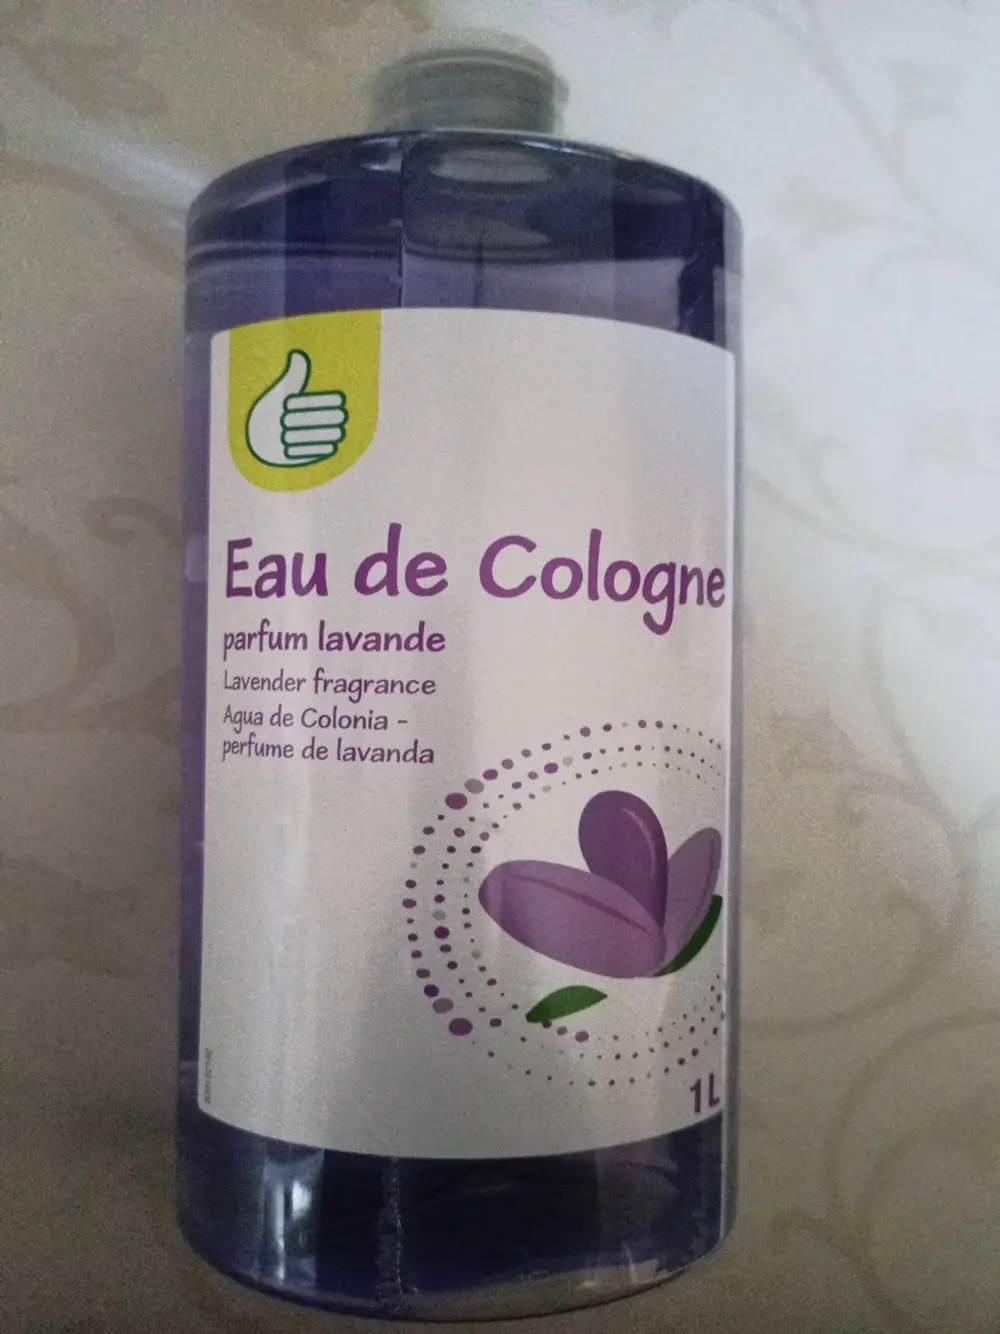 Eau de Cologne
parfum lavande
Lavender fragrance
Agua de Colonia -
perfume de lavanda
1L